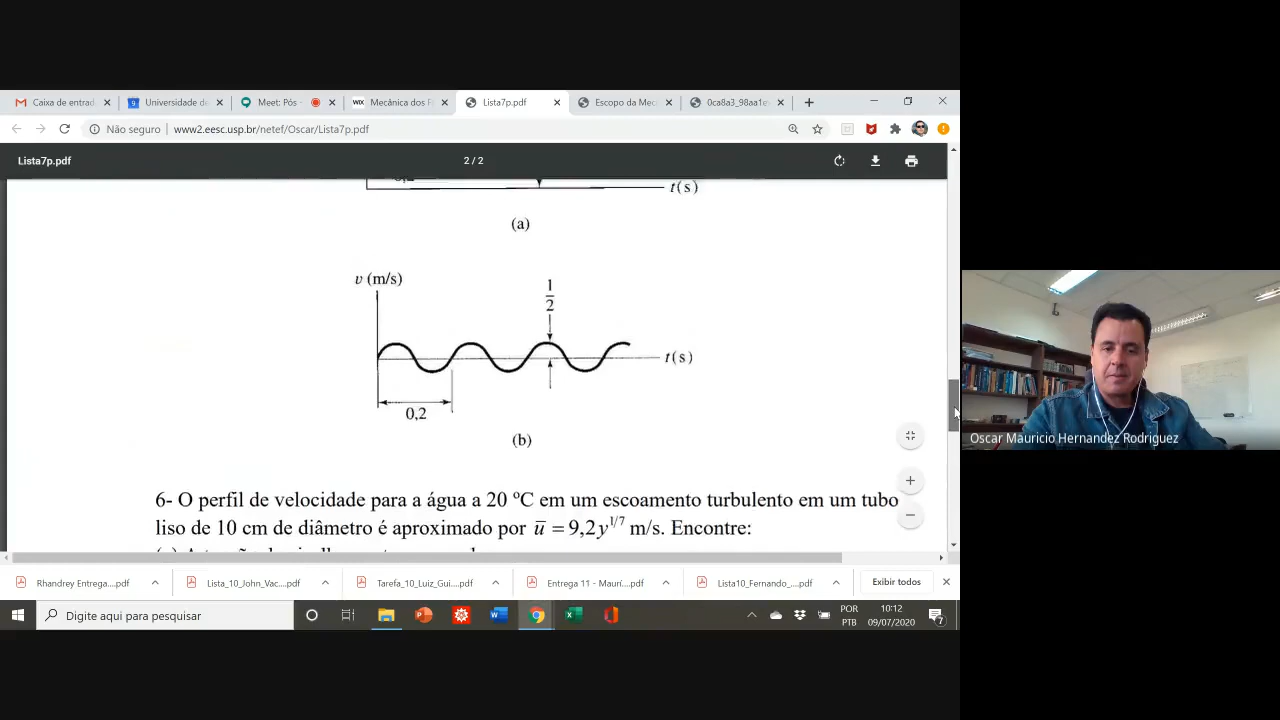 Caixa de entrad
Universidade de
Meet: Pós -
Mecânica dos F
Lista7p.pdf
Escopo da Mec
0ca8a3_98aa1e
Não seguro | www2.eesc.usp.br/netef/Oscar/Lista7p.pdf
Lista7p.pdf
2 / 2
t(s)
(a)
v (m/s)
1
2
t(s)
0,2
(b)
6- O perfil de velocidade para a água a 20 ºC em um escoamento turbulento em um tubo
liso de 10 cm de diâmetro é aproximado por u̅ = 9,2y^1/7 m/s. Encontre:
Oscar Mauricio Hernandez Rodriguez
Rhandrey Entrega....pdf
Lista_10_John_Vac....pdf
Tarefa_10_Luiz_Gui....pdf
Entrega 11 - Maurí....pdf
Lista10_Fernando_....pdf
Exibir todos
Digite aqui para pesquisar
POR
PTB
10:12
09/07/2020
7